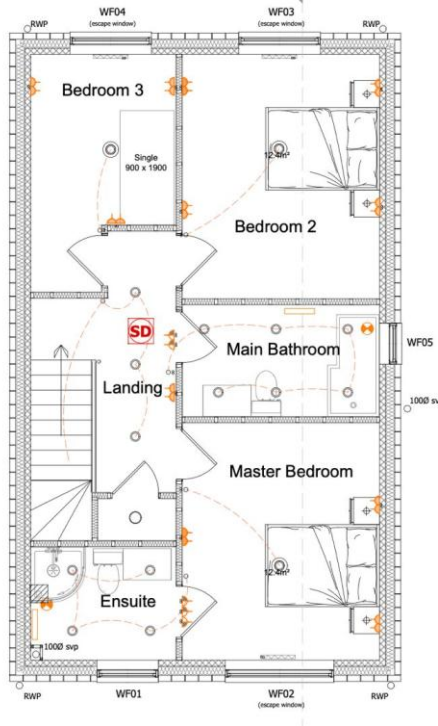 WF04
(escape window)
WF03
(escape window)
RWP
RWP
Bedroom 3
Single
900 x 1900
12.4m²
Bedroom 2
SD
Main Bathroom
WF05
Landing
100Ø svp
Master Bedroom
12.4m²
Ensuite
100Ø svp
RWP
WF01
WF02
(escape window)
RWP